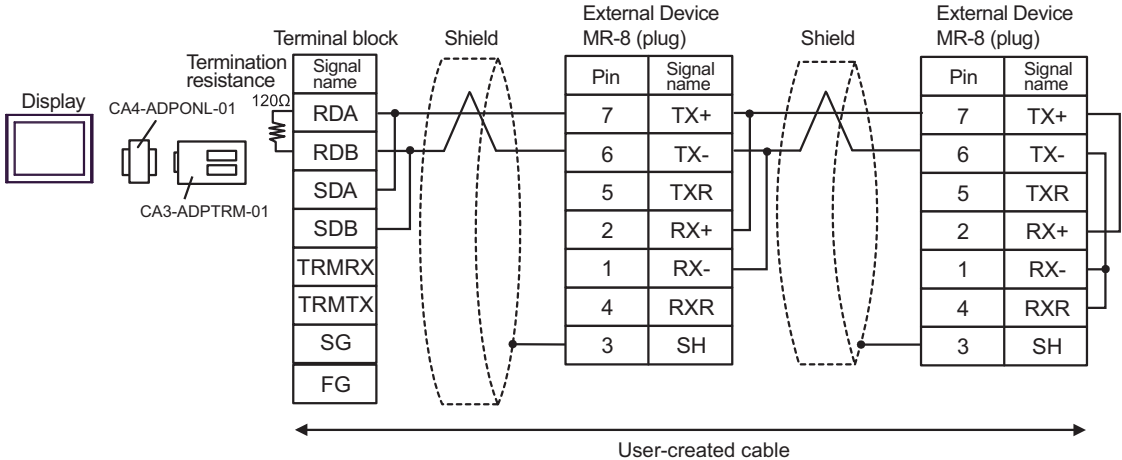 Display
CA4-ADPONL-01
CA3-ADPTRM-01
Termination
resistance
120Ω
Terminal block
Signal
name
RDA
RDB
SDA
SDB
TRMRX
TRMTX
SG
FG
Shield
External Device
MR-8 (plug)
Pin Signal
name
7 TX+
6 TX-
5 TXR
2 RX+
1 RX-
4 RXR
3 SH
Shield
External Device
MR-8 (plug)
Pin Signal
name
7 TX+
6 TX-
5 TXR
2 RX+
1 RX-
4 RXR
3 SH
User-created cable